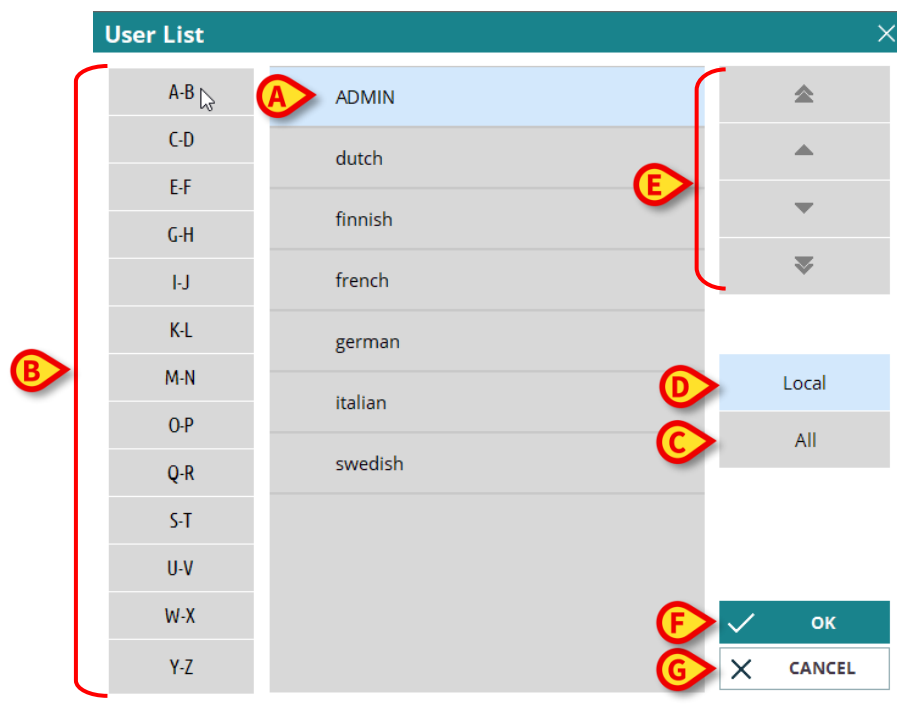 User List
A-B
C-D
E-F
G-H
I-J
K-L
M-N
O-P
Q-R
S-T
U-V
W-X
Y-Z
B
A
ADMIN
dutch
finnish
french
german
italian
swedish
E
D
Local
C
All
F
OK
G
CANCEL